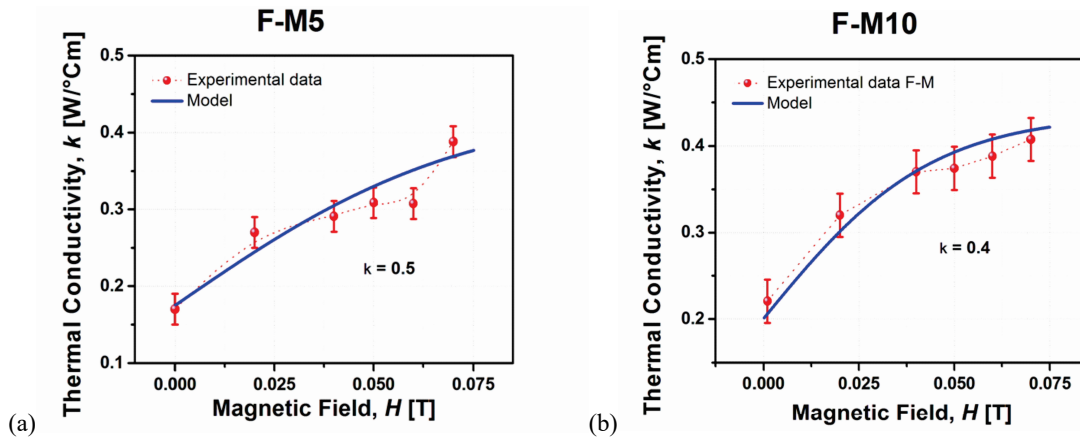 F-M5
Thermal Conductivity, k [W/°Cm]
0.5
0.4
0.3
0.2
0.1
Experimental data
Model
κ = 0.5
0.000
0.025
0.050
0.075
Magnetic Field, H [T]
(a)
F-M10
Thermal Conductivity, k [W/°Cm]
0.5
0.4
0.3
0.2
Experimental data F-M
Model
κ = 0.4
0.000
0.025
0.050
0.075
Magnetic Field, H [T]
(b)